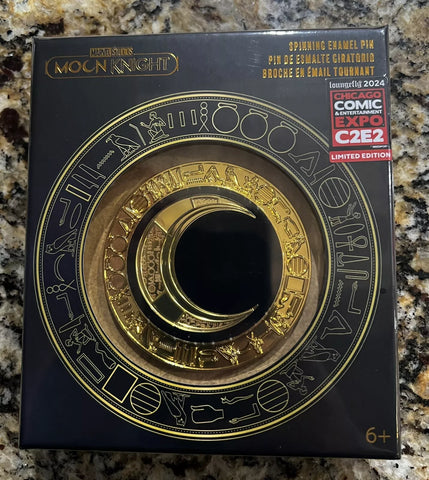 MARVEL STUDIOS
MOON KNIGHT
SPINNING ENAMEL PIN
PIN DE ESMALTE GIRATORIO
BROCHE EN ÉMAIL TOURNANT
loungefly 2024
CHICAGO
COMIC
& ENTERTAINMENT
EXPO
C2E2
LIMITED EDITION
6+